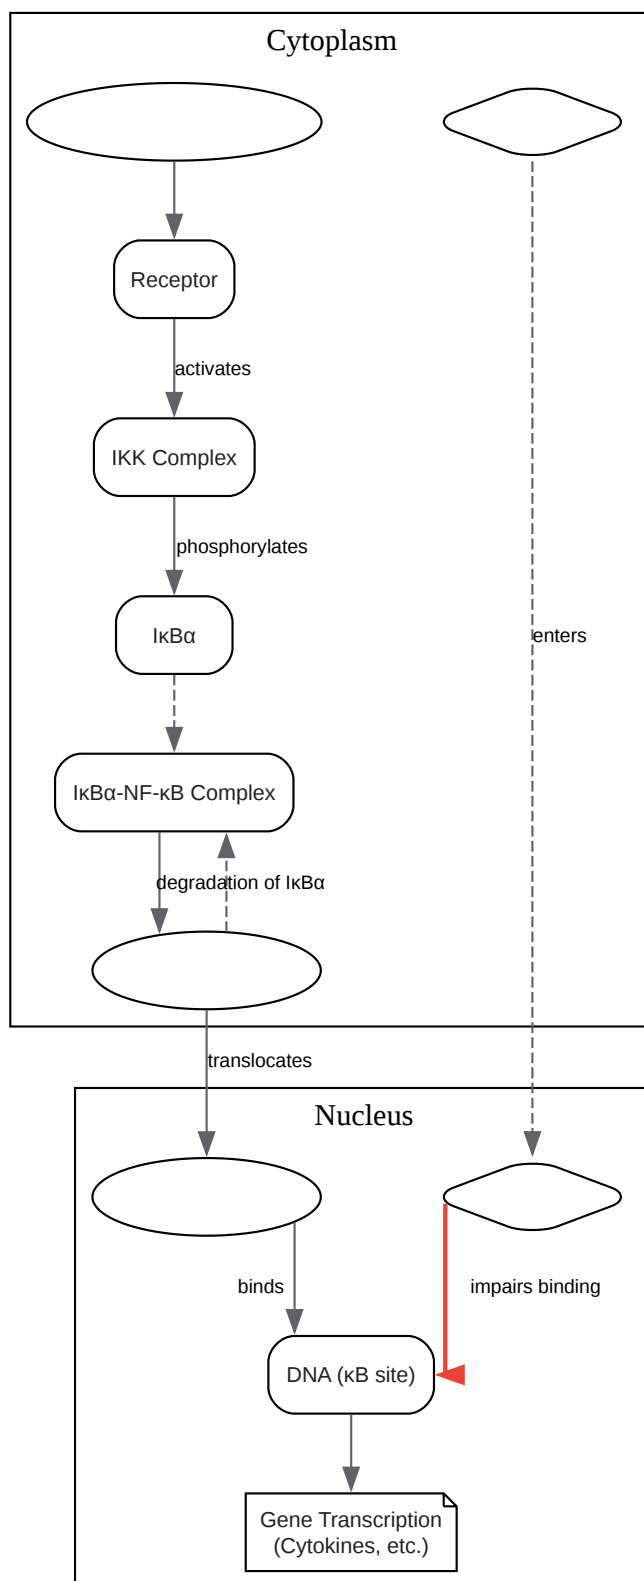 Cytoplasm
Receptor
activates
IKK Complex
phosphorylates
IκBα
enters
IκBα-NF-κB Complex
degradation of IκBα
translocates
Nucleus
binds
impairs binding
DNA (κB site)
Gene Transcription
(Cytokines, etc.)